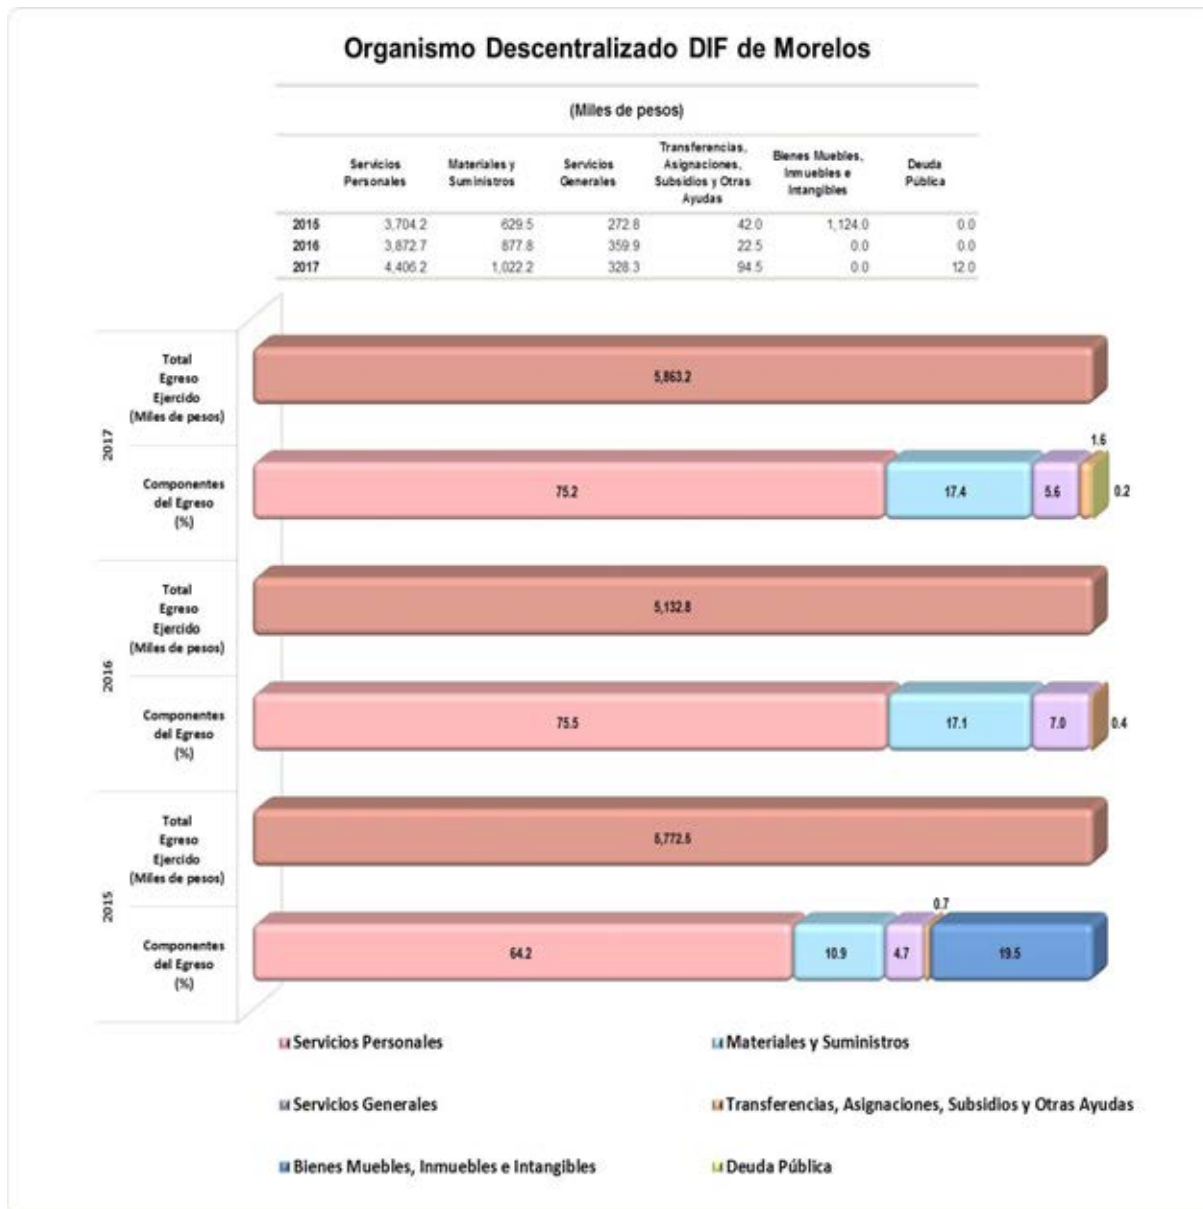 Organismo Descentralizado DIF de Morelos
(Miles de pesos)
Servicios Personales
Materiales y Suministros
Servicios Generales
Transferencias, Asignaciones, Subsidios y Otras Ayudas
Bienes Muebles, Inmuebles e Intangibles
Deuda Pública
2015 3,704.2 629.5 272.8 42.0 1,124.0 0.0
2016 3,872.7 877.8 359.9 22.5 0.0 0.0
2017 4,406.2 1,022.2 328.3 94.5 0.0 12.0
2017
Total
Egreso
Ejercido
(Miles de pesos)
5,863.2
Componentes
del Egreso
(%)
75.2 17.4 5.6 1.6 0.2
2016
Total
Egreso
Ejercido
(Miles de pesos)
5,132.8
Componentes
del Egreso
(%)
75.5 17.1 7.0 0.4
2015
Total
Egreso
Ejercido
(Miles de pesos)
5,772.5
Componentes
del Egreso
(%)
64.2 10.9 4.7 0.7 19.5
Servicios Personales
Materiales y Suministros
Servicios Generales
Transferencias, Asignaciones, Subsidios y Otras Ayudas
Bienes Muebles, Inmuebles e Intangibles
Deuda Pública